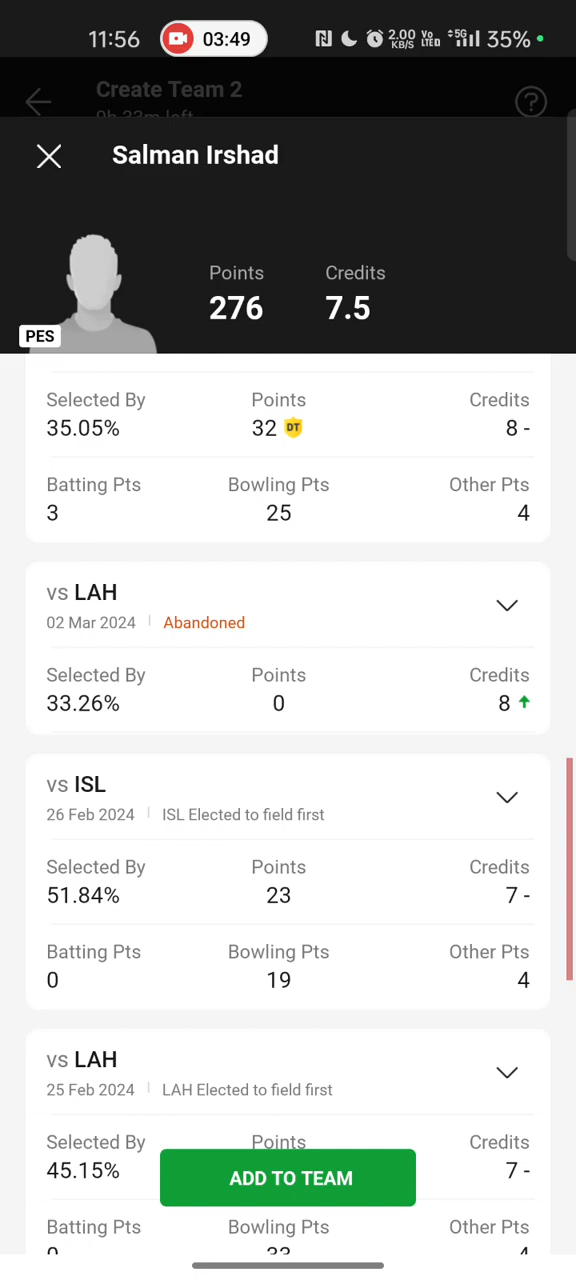 11:56 03:49 2.00 KB/S Vo LTED 5G 35%
Create Team 2
9h 33m left
Salman Irshad
Points Credits
276 7.5
PES
Selected By Points Credits
35.05% 32 DT 8 -
Batting Pts Bowling Pts Other Pts
3 25 4
vs LAH
02 Mar 2024 Abandoned
Selected By Points Credits
33.26% 0 8
vs ISL
26 Feb 2024 ISL Elected to field first
Selected By Points Credits
51.84% 23 7 -
Batting Pts Bowling Pts Other Pts
0 19 4
vs LAH
25 Feb 2024 LAH Elected to field first
Selected By Points Credits
45.15% 7 -
ADD TO TEAM
Batting Pts Bowling Pts Other Pts